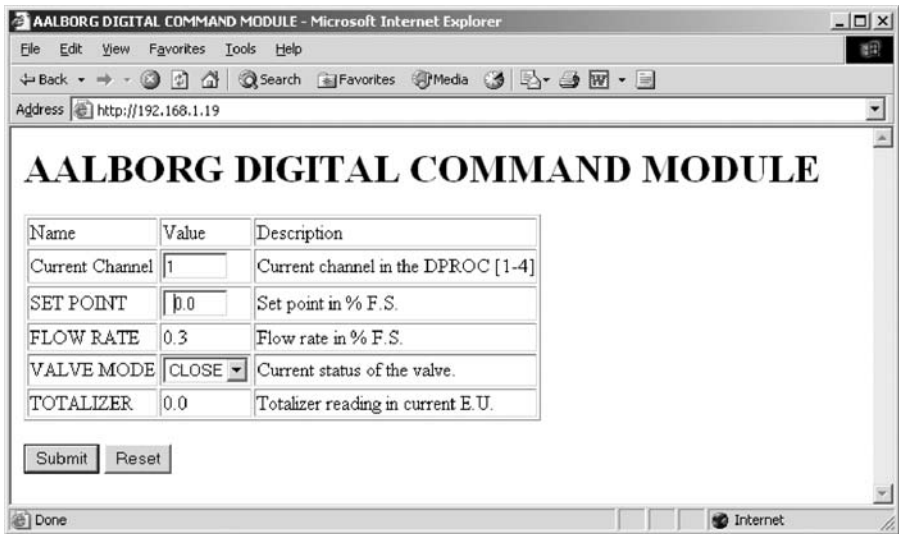 AALBORG DIGITAL COMMAND MODULE - Microsoft Internet Explorer
File Edit View Favorites Tools Help
Back Search Favorites Media
Address http://192.168.1.19
AALBORG DIGITAL COMMAND MODULE
Name Value Description
Current Channel 1 Current channel in the DPROC [1-4]
SET POINT 0.0 Set point in % F.S.
FLOW RATE 0.3 Flow rate in % F.S.
VALVE MODE CLOSE Current status of the valve.
TOTALIZER 0.0 Totalizer reading in current E.U.
Submit Reset
Done Internet